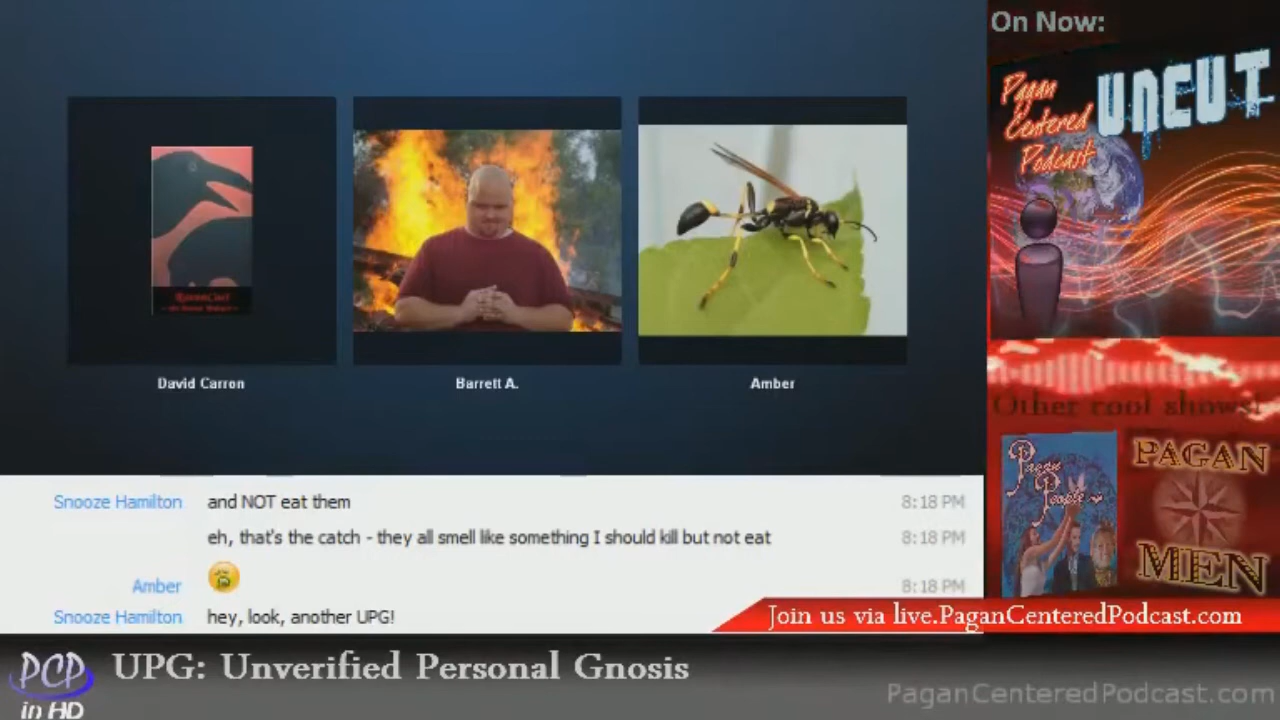 On Now:
Pagan
Centered
Podcast
UNCUT
RavenCast
David Carron
Barrett A.
Amber
Other cool shows:
Pagan
People
PAGAN
MEN
Snooze Hamilton and NOT eat them 8:18 PM
eh, that's the catch - they all smell like something I should kill but not eat 8:18 PM
Amber 8:18 PM
Snooze Hamilton hey, look, another UPG!
Join us via live.PaganCenteredPodcast.com
PCP
in HD
UPG: Unverified Personal Gnosis
PaganCenteredPodcast.com